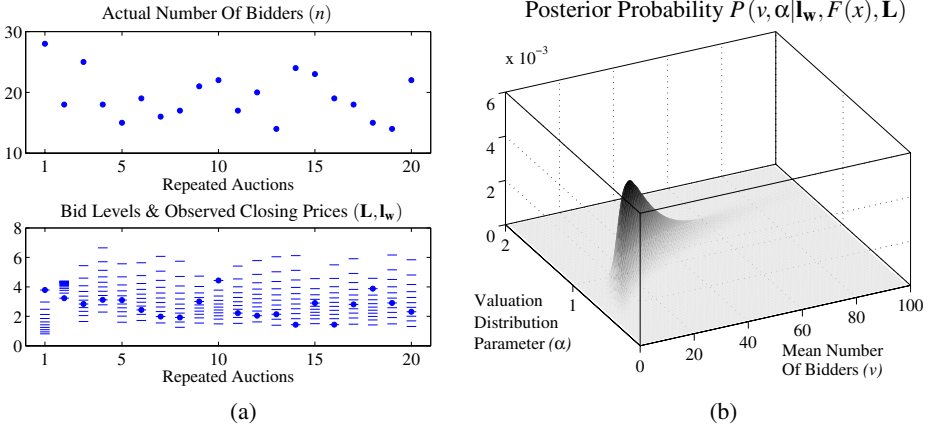 Actual Number Of Bidders (n)
30
20
10
1
5
10
15
20
Repeated Auctions
Bid Levels & Observed Closing Prices (L, l_w)
8
6
4
2
0
1
5
10
15
20
Repeated Auctions
(a)
Posterior Probability P(ν, α|l_w, F(x), L)
x 10⁻³
6
4
2
0
2
1
0
20
40
60
80
100
Valuation
Distribution
Parameter (α)
Mean Number
Of Bidders (ν)
(b)